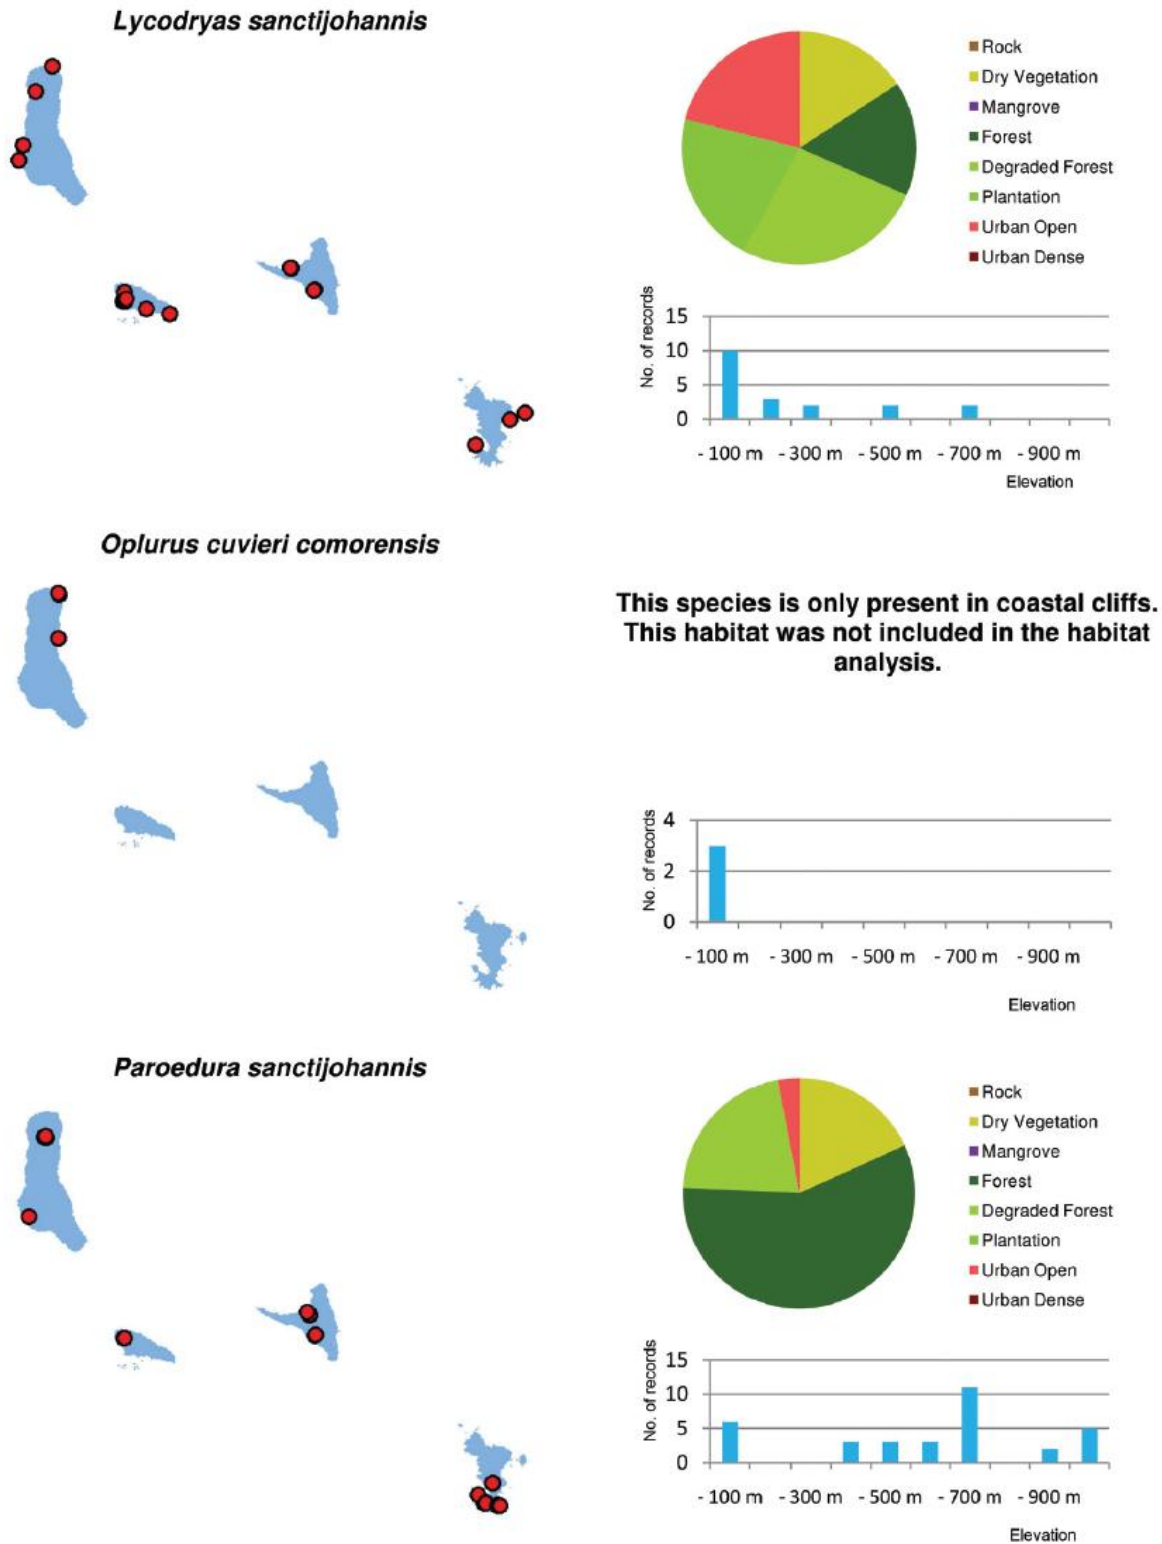 Lycodryas sanctijohannis
Rock
Dry Vegetation
Mangrove
Forest
Degraded Forest
Plantation
Urban Open
Urban Dense
No. of records
15
10
5
0
- 100 m - 300 m - 500 m - 700 m - 900 m
Elevation
Oplurus cuvieri comorensis
This species is only present in coastal cliffs.
This habitat was not included in the habitat
analysis.
No. of records
4
2
0
- 100 m - 300 m - 500 m - 700 m - 900 m
Elevation
Paroedura sanctijohannis
Rock
Dry Vegetation
Mangrove
Forest
Degraded Forest
Plantation
Urban Open
Urban Dense
No. of records
15
10
5
0
- 100 m - 300 m - 500 m - 700 m - 900 m
Elevation